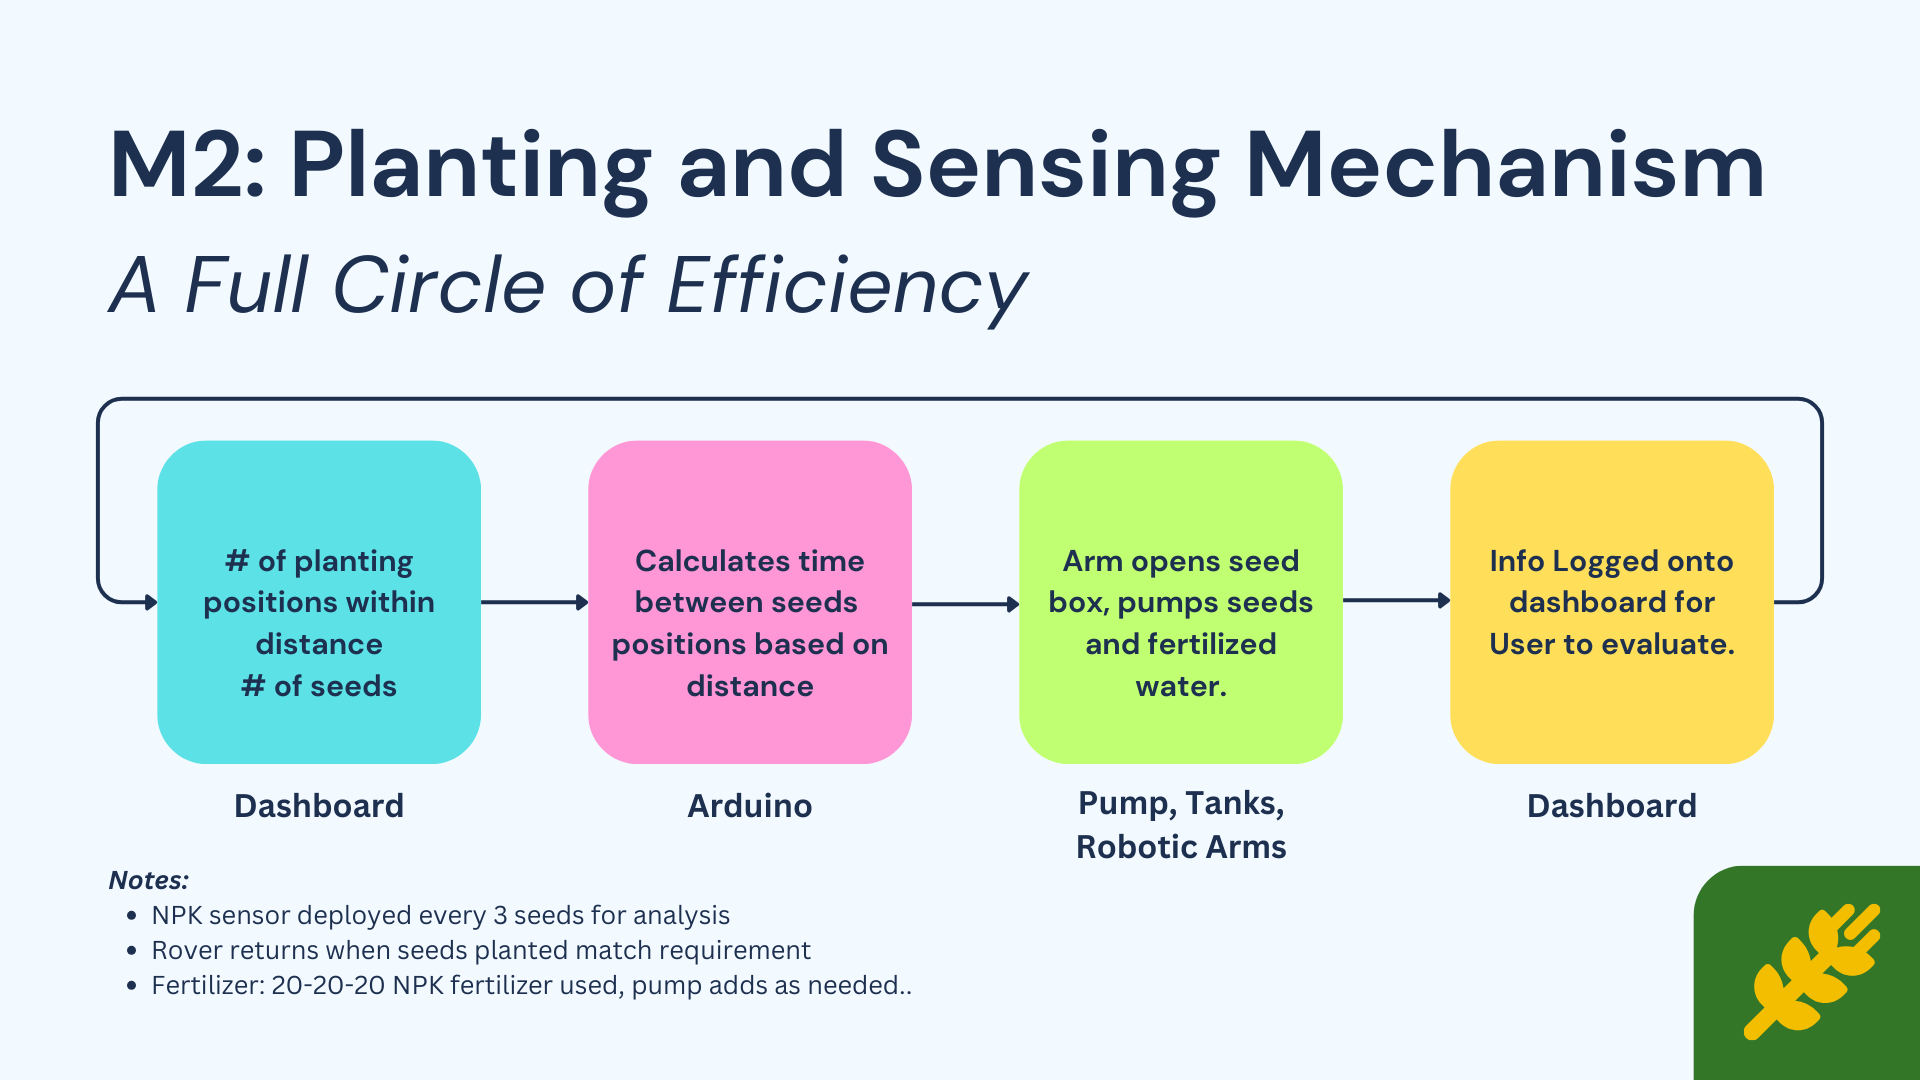 M2: Planting and Sensing Mechanism
A Full Circle of Efficiency
# of planting
positions within
distance
# of seeds
Dashboard
Calculates time
between seeds
positions based on
distance
Arduino
Arm opens seed
box, pumps seeds
and fertilized
water.
Pump, Tanks,
Robotic Arms
Info Logged onto
dashboard for
User to evaluate.
Dashboard
Notes:
• NPK sensor deployed every 3 seeds for analysis
• Rover returns when seeds planted match requirement
• Fertilizer: 20-20-20 NPK fertilizer used, pump adds as needed..